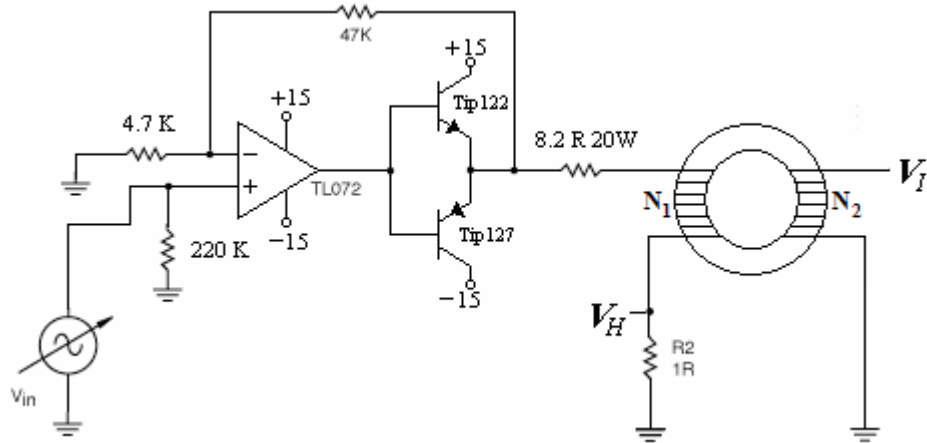 47K
+15
+15
Tip122
4.7 K
8.2 R 20W
−
+
TL072
V_I
N_1
N_2
−15
Tip127
220 K
−15
V_H
R2
1R
V_in